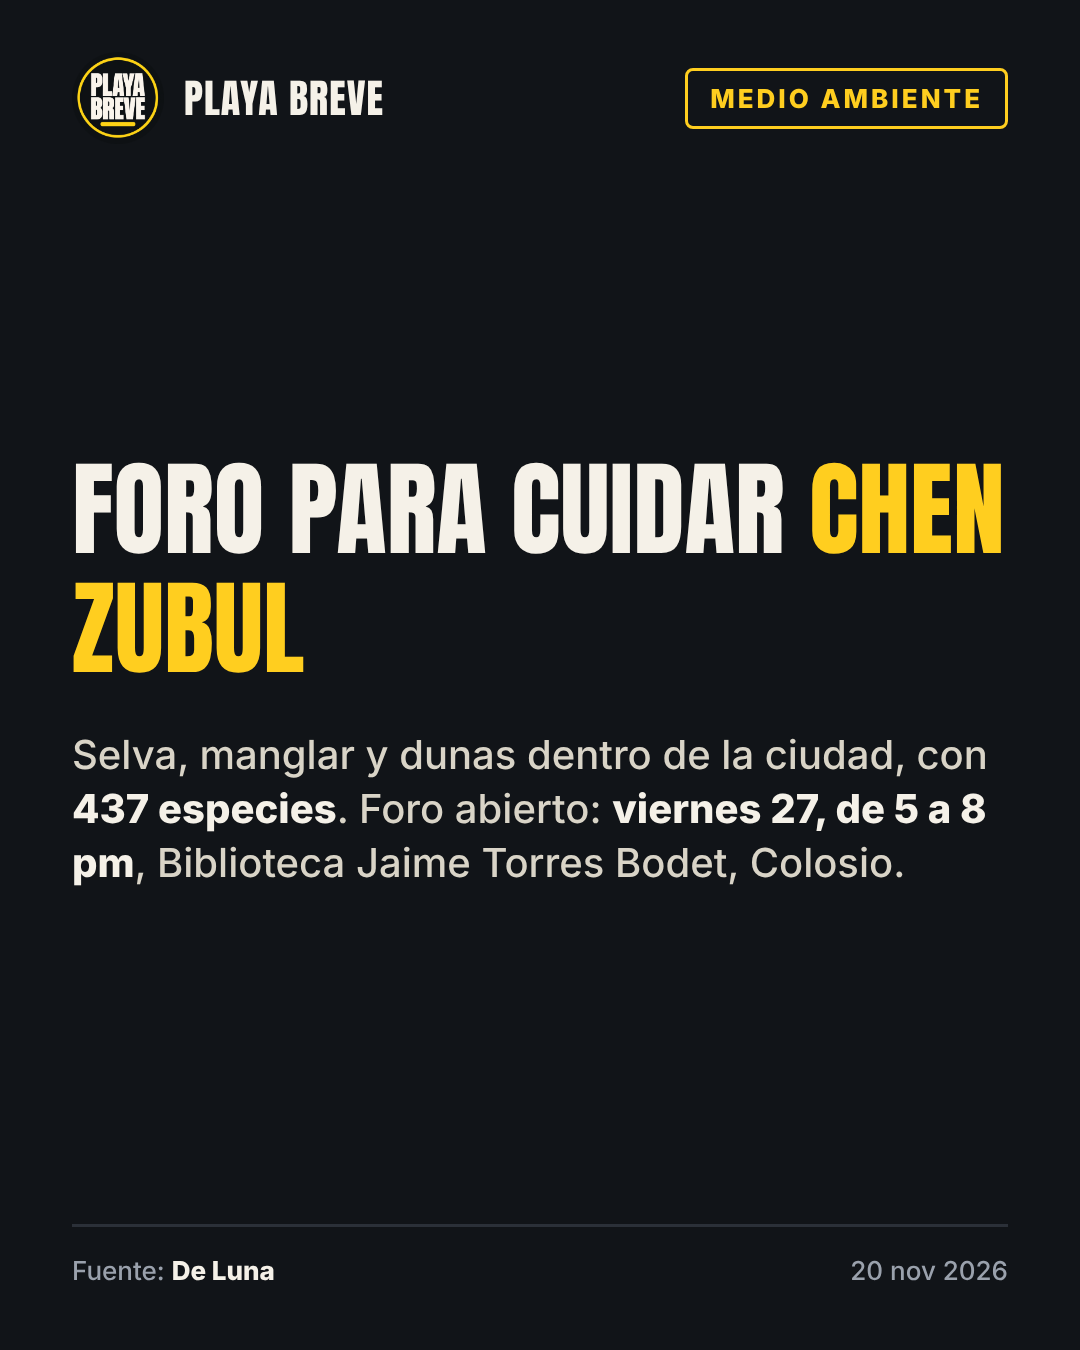 PLAYA
BREVE
PLAYA BREVE
MEDIO AMBIENTE
FORO PARA CUIDAR CHEN
ZUBUL
Selva, manglar y dunas dentro de la ciudad, con
437 especies. Foro abierto: viernes 27, de 5 a 8
pm, Biblioteca Jaime Torres Bodet, Colosio.
Fuente: De Luna
20 nov 2026